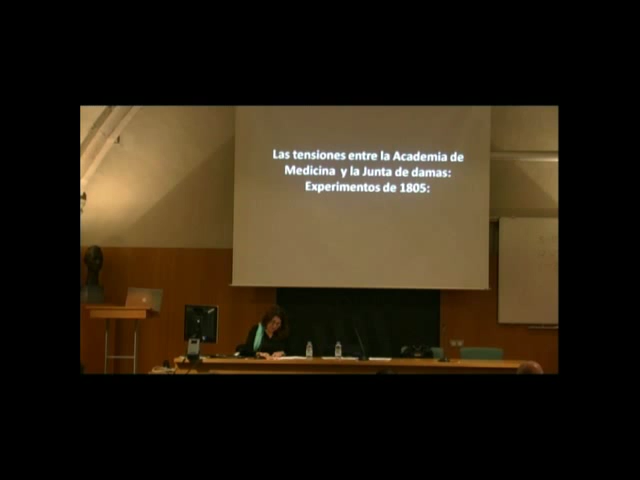 Las tensiones entre la Academia de
Medicina y la Junta de damas:
Experimentos de 1805: